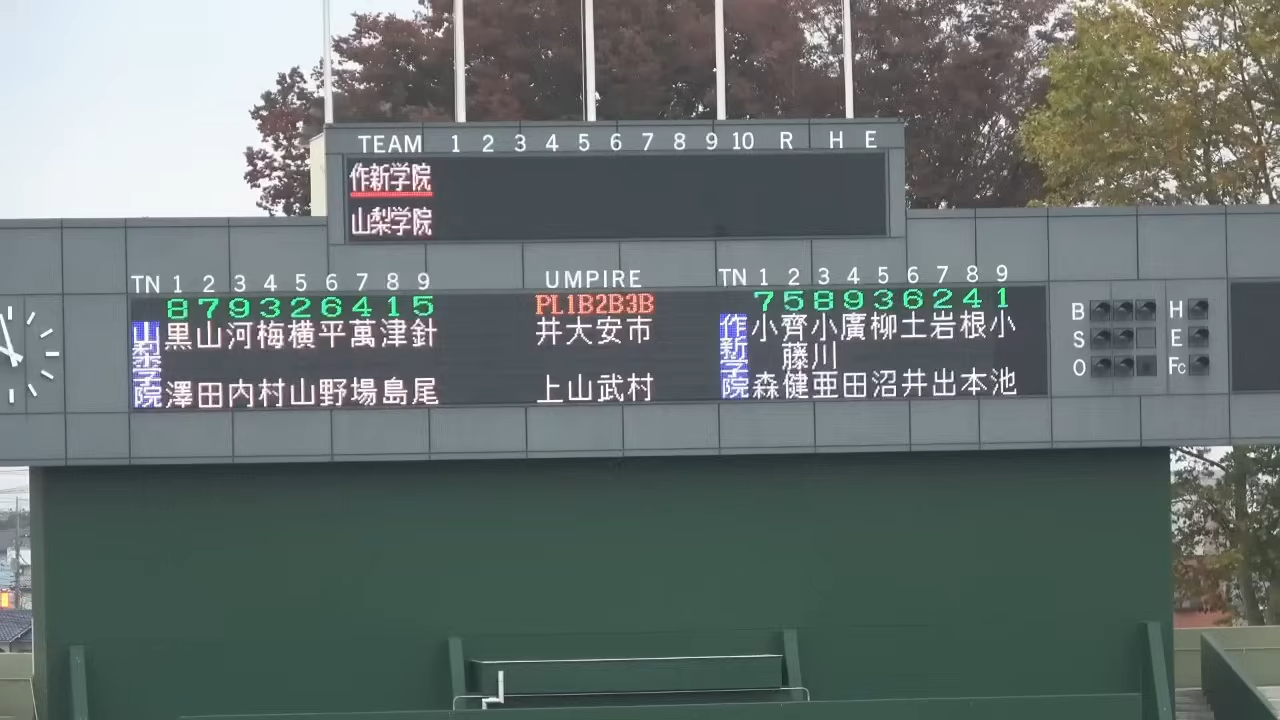 TEAM 1 2 3 4 5 6 7 8 9 10 R H E
作新学院
山梨学院
TN 1 2 3 4 5 6 7 8 9
8 7 9 3 2 6 4 1 5
山梨学院
黒山河梅横平萬津針
澤田内村山野場島尾
UMPIRE
PL1B2B3B
井大安市
上山武村
TN 1 2 3 4 5 6 7 8 9
7 5 8 9 3 6 2 4 1
作新学院
小齊小廣柳土岩根小
藤川
森健亜田沼井出本池
B H
S E
O Fc